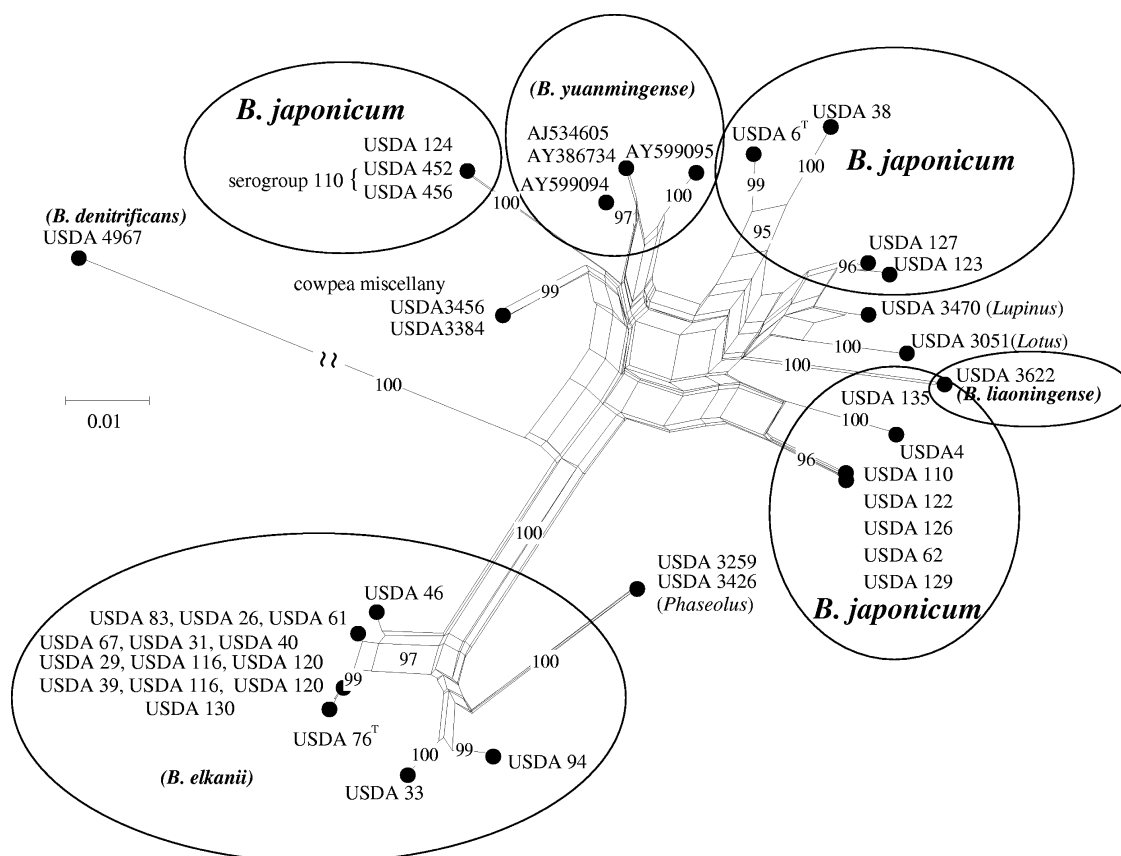 B. japonicum
USDA 124
serogroup 110 { USDA 452
USDA 456
100
(B. yuanmingense)
AJ534605
AY386734
AY599095
AY599094
97
100
USDA 6T
USDA 38
B. japonicum
99
100
95
USDA 127
96
USDA 123
USDA 3470 (Lupinus)
100
USDA 3051(Lotus)
100
USDA 3622
(B. liaoningense)
(B. denitrificans)
USDA 4967
cowpea miscellany
USDA3456
USDA3384
99
100
0.01
USDA 135
100
USDA4
96
USDA 110
USDA 122
USDA 126
USDA 62
USDA 129
B. japonicum
100
USDA 3259
USDA 3426
(Phaseolus)
100
USDA 46
USDA 83, USDA 26, USDA 61
USDA 67, USDA 31, USDA 40
USDA 29, USDA 116, USDA 120
USDA 39, USDA 116, USDA 120
USDA 130
97
99
USDA 76T
100
99
USDA 94
USDA 33
(B. elkanii)